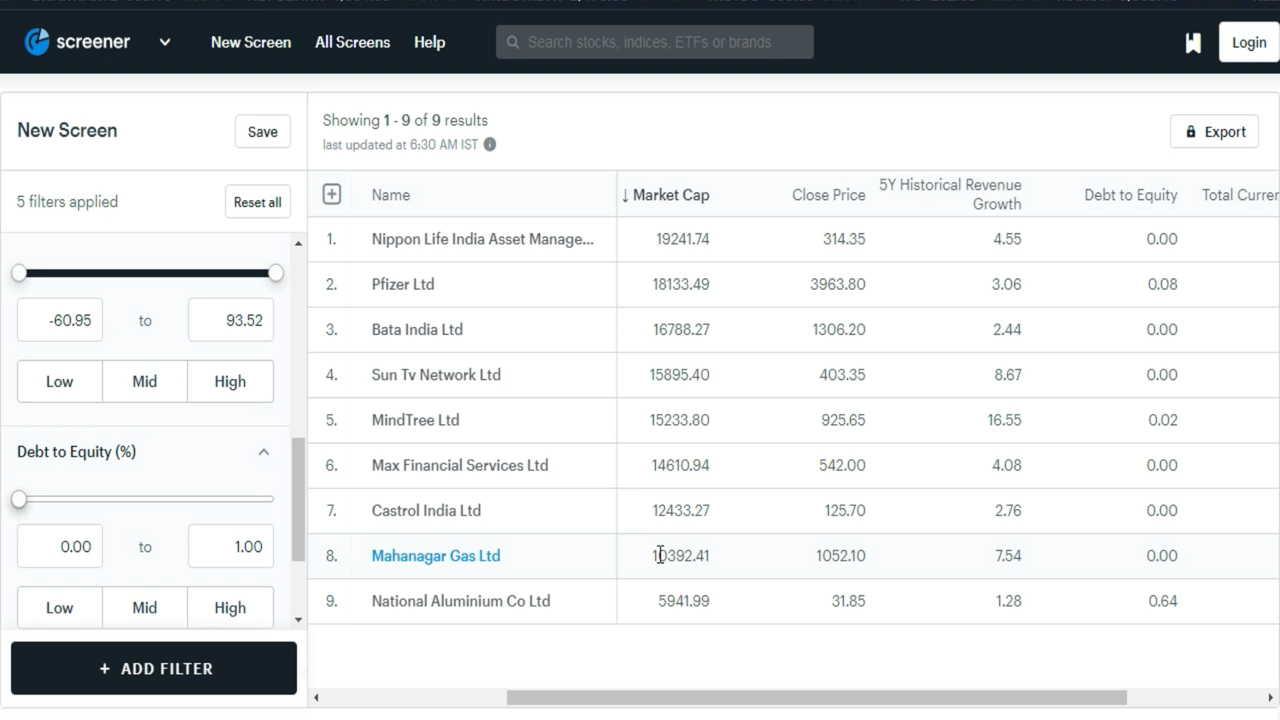 screener
New Screen
All Screens
Help
Search stocks, indices, ETFs or brands
Login
New Screen
Save
5 filters applied
Reset all
-60.95 to 93.52
Low Mid High
Debt to Equity (%)
0.00 to 1.00
Low Mid High
+ ADD FILTER
Showing 1 - 9 of 9 results
last updated at 6:30 AM IST
Export
Name ↓ Market Cap Close Price 5Y Historical Revenue Growth Debt to Equity Total Curren
1. Nippon Life India Asset Manage... 19241.74 314.35 4.55 0.00
2. Pfizer Ltd 18133.49 3963.80 3.06 0.08
3. Bata India Ltd 16788.27 1306.20 2.44 0.00
4. Sun Tv Network Ltd 15895.40 403.35 8.67 0.00
5. MindTree Ltd 15233.80 925.65 16.55 0.02
6. Max Financial Services Ltd 14610.94 542.00 4.08 0.00
7. Castrol India Ltd 12433.27 125.70 2.76 0.00
8. Mahanagar Gas Ltd 10392.41 1052.10 7.54 0.00
9. National Aluminium Co Ltd 5941.99 31.85 1.28 0.64